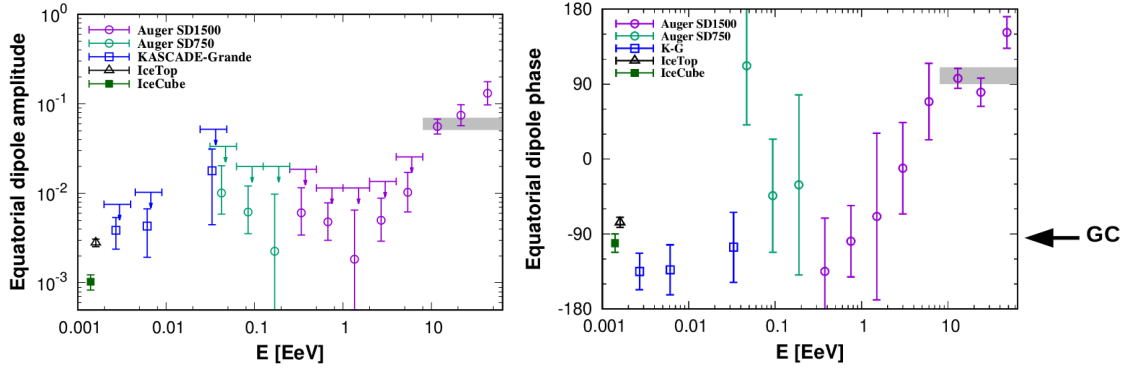 Equatorial dipole amplitude
10^0
10^-1
10^-2
10^-3
Auger SD1500
Auger SD750
KASCADE-Grande
IceTop
IceCube
0.001 0.01 0.1 1 10
E [EeV]
Equatorial dipole phase
180
90
0
-90
-180
Auger SD1500
Auger SD750
K-G
IceTop
IceCube
0.001 0.01 0.1 1 10
E [EeV]
GC